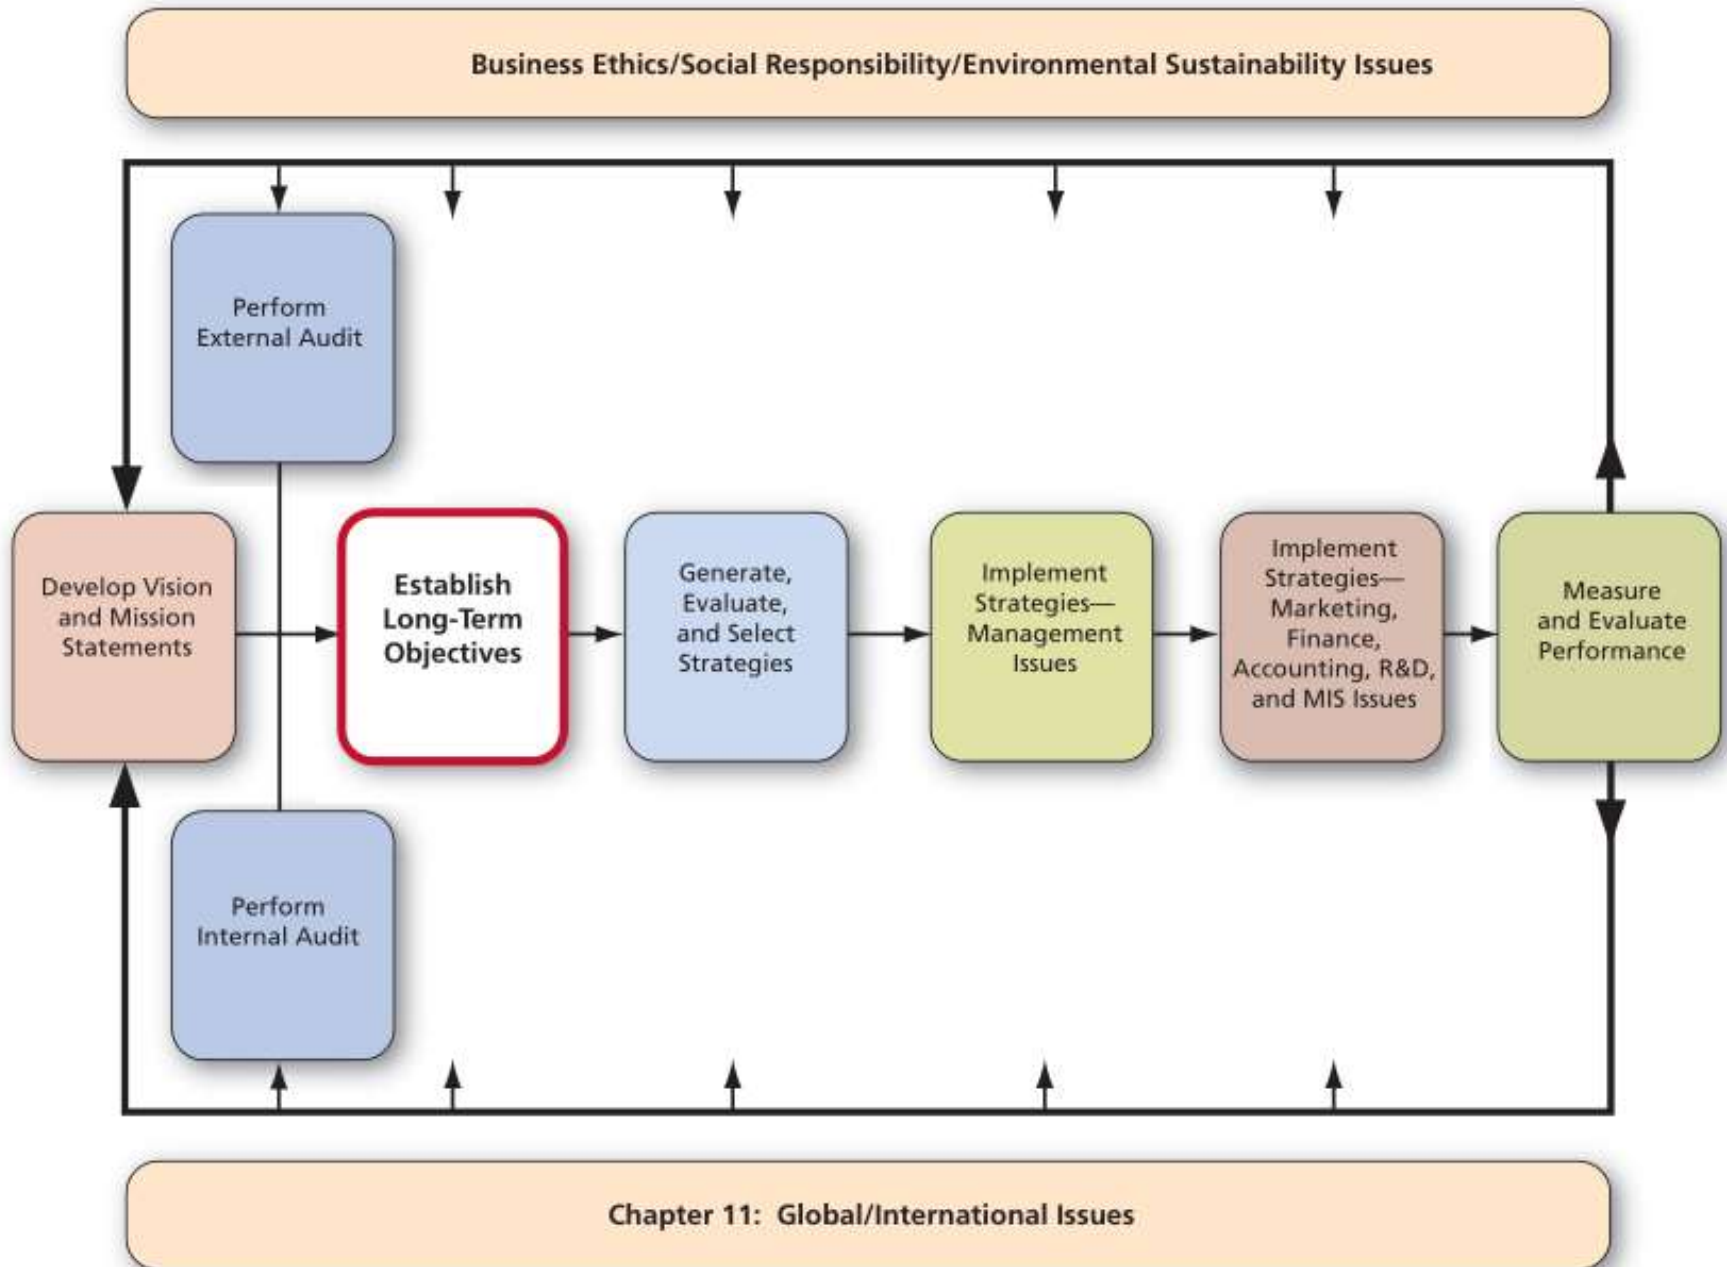 Business Ethics/Social Responsibility/Environmental Sustainability Issues
Perform
External Audit
Develop Vision
and Mission
Statements
Establish
Long-Term
Objectives
Generate,
Evaluate,
and Select
Strategies
Implement
Strategies—
Management
Issues
Implement
Strategies—
Marketing,
Finance,
Accounting, R&D,
and MIS Issues
Measure
and Evaluate
Performance
Perform
Internal Audit
Chapter 11: Global/International Issues